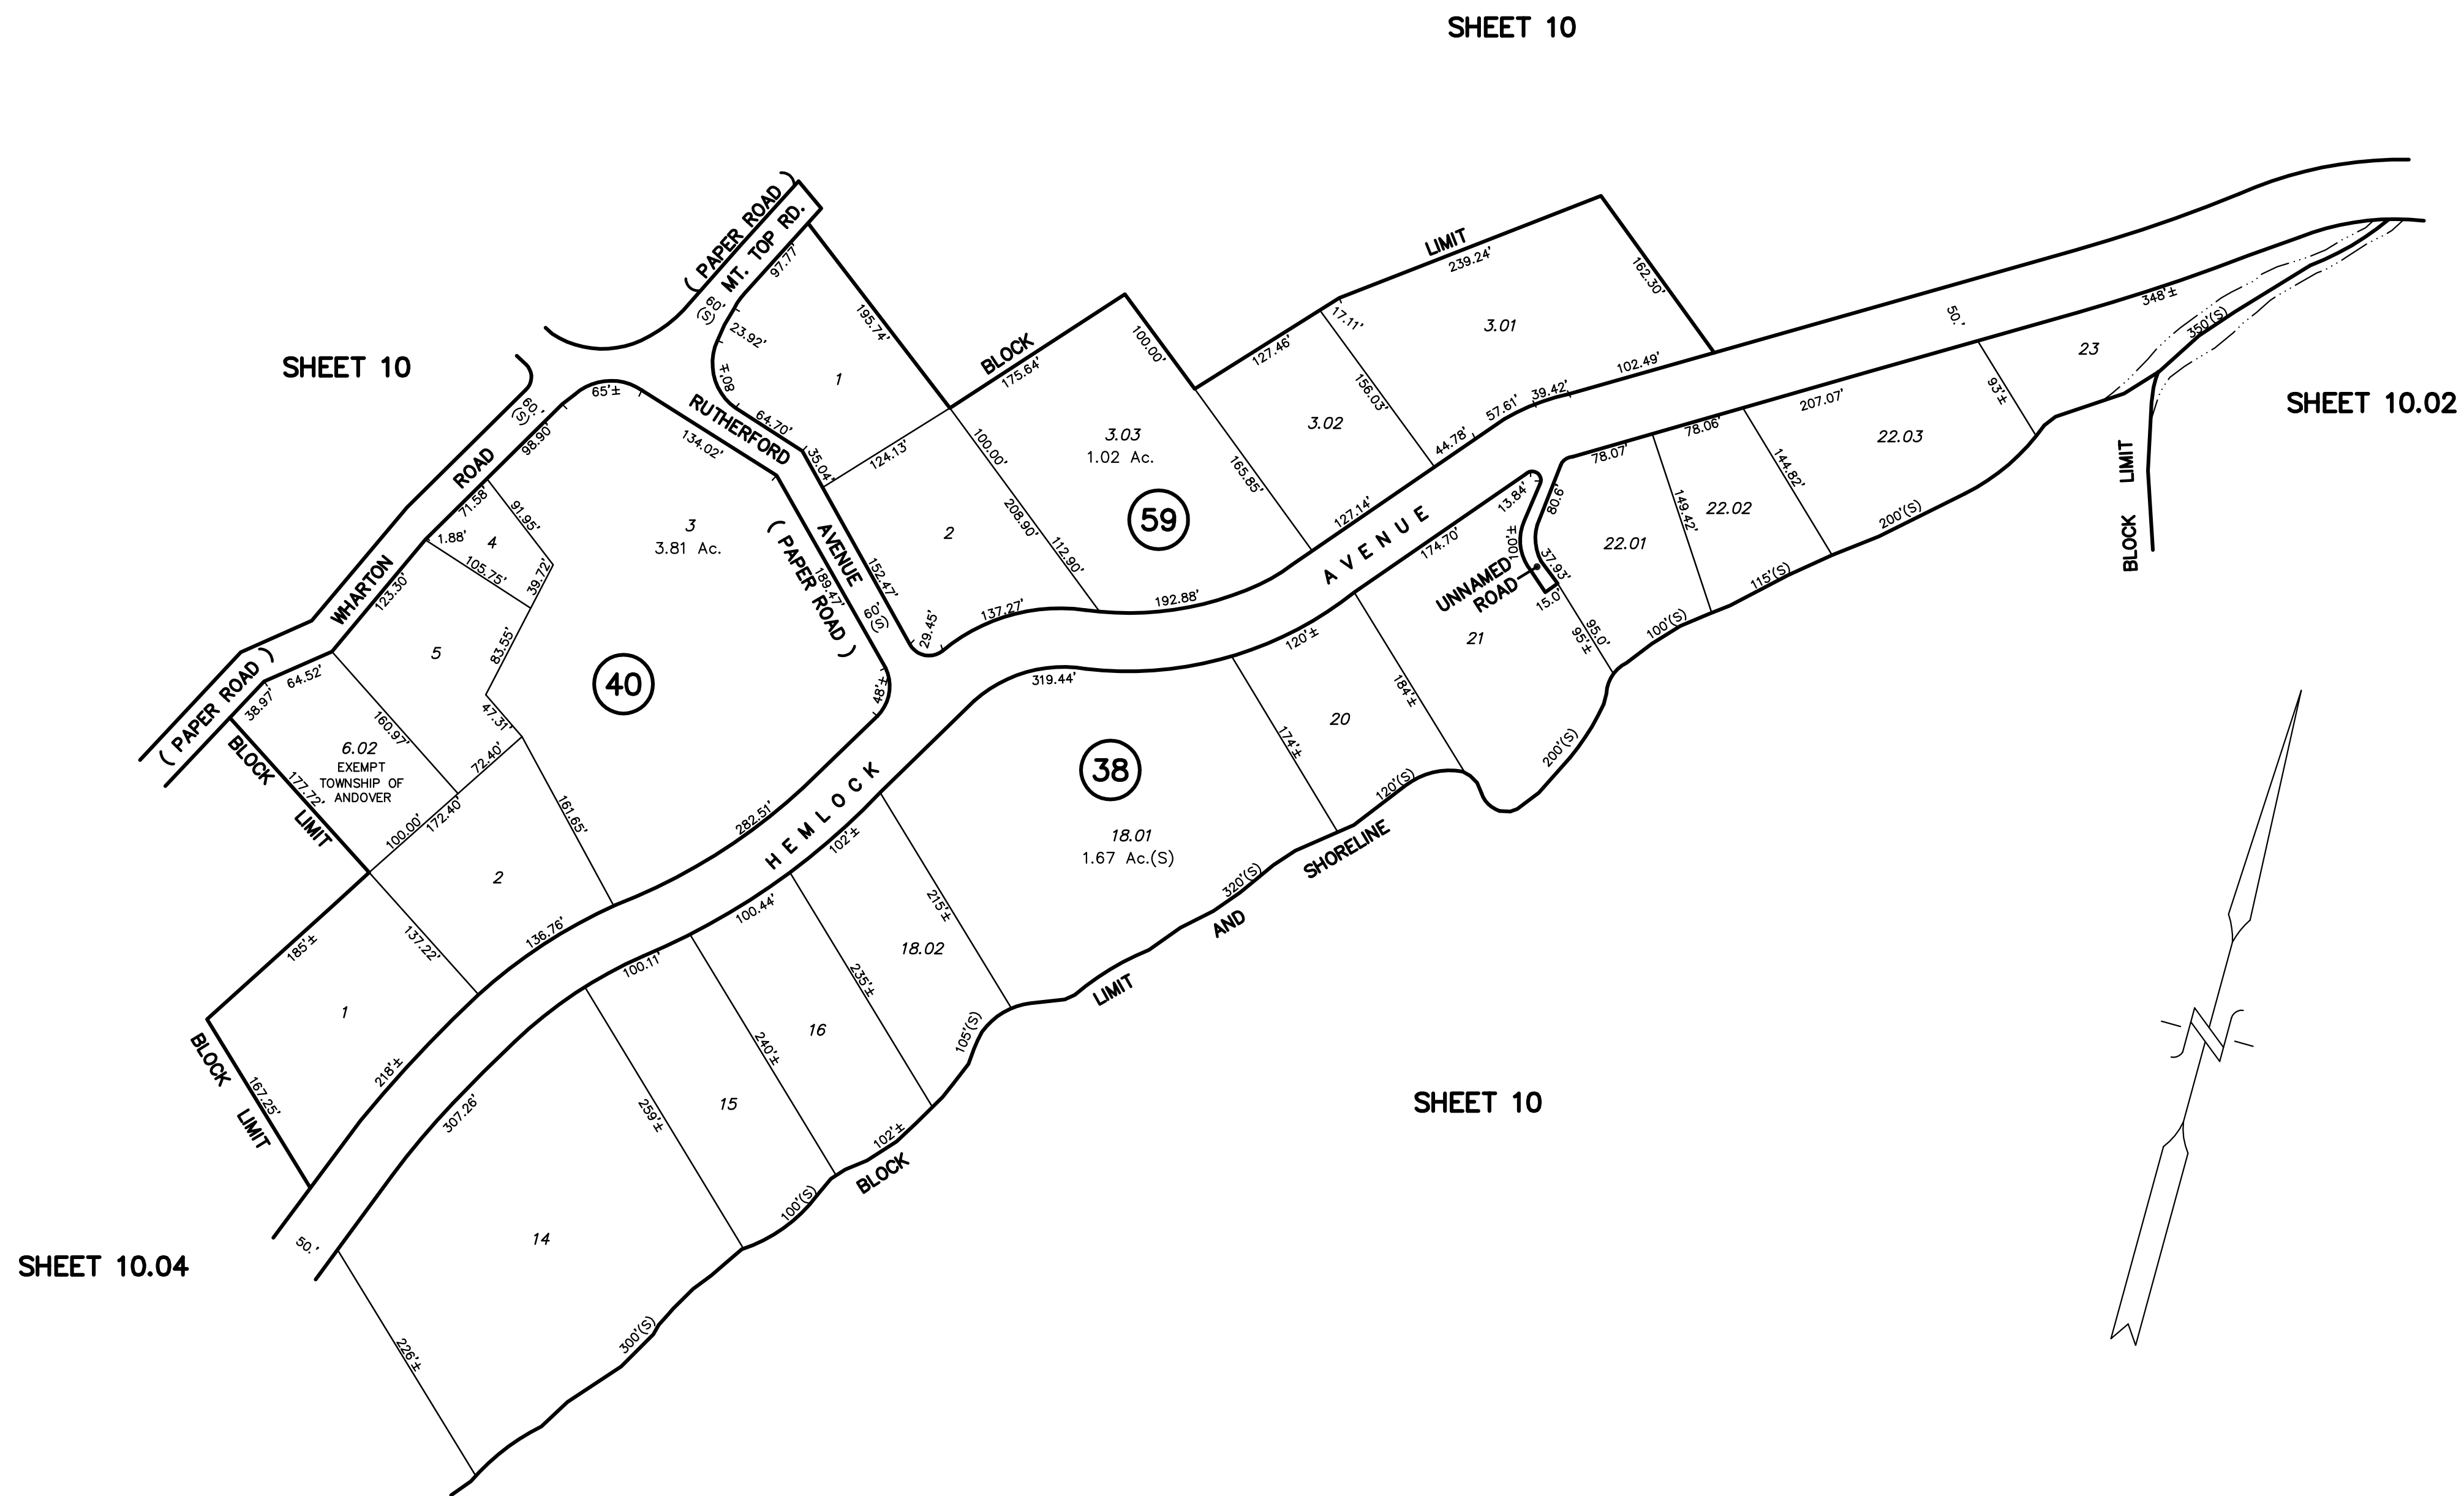 SHEET 10
( PAPER ROAD )
MT. TOP RD.
60'
(S)
97.77'
23.92'
80'±
195.74'
1
64.70'
35.04'
124.13'
SHEET 10
60.'
(S)
65'±
98.90'
RUTHERFORD
AVENUE
134.02'
ROAD
WHARTON
71.58'
91.95'
1.88'
4
105.75'
39.72'
123.30'
3
3.81 Ac.
( PAPER ROAD )
189.47'
152.47'
60'
(S)
29.45'
48'±
2
BLOCK
175.64'
100.00'
100.00'
208.90'
112.90'
3.03
1.02 Ac.
59
165.85'
LIMIT
239.24'
162.30'
17.11'
127.46'
3.01
156.03'
3.02
102.49'
39.42'
57.61'
44.78'
127.14'
192.88'
137.27'
50.'
348'±
350'(S)
23
93'±
SHEET 10.02
BLOCK LIMIT
207.07'
78.06'
78.07'
22.03
144.82'
22.02
149.42'
22.01
200'(S)
115'(S)
100'(S)
80.6'
13.84'
100'±
37.93'
UNNAMED
ROAD
15.0'
95.0'
95'±
174.70'
AVENUE
HEMLOCK
21
184'±
200'(S)
120'±
20
174'±
120'(S)
319.44'
38
18.01
1.67 Ac.(S)
320'(S)
BLOCK LIMIT AND SHORELINE
5
83.55'
40
47.31'
64.52'
38.97'
( PAPER ROAD )
160.97'
72.40'
6.02
EXEMPT
TOWNSHIP OF
ANDOVER
BLOCK LIMIT
177.72'
100.00'
172.40'
161.65'
282.51'
2
136.76'
137.22'
185'±
1
218'±
BLOCK LIMIT
167.25'
102'±
215'±
18.02
105'(S)
100.44'
235'±
16
102'±
100.11'
240'±
15
100'(S)
307.26'
259'±
14
300'(S)
226'±
50.'
SHEET 10.04
SHEET 10
N